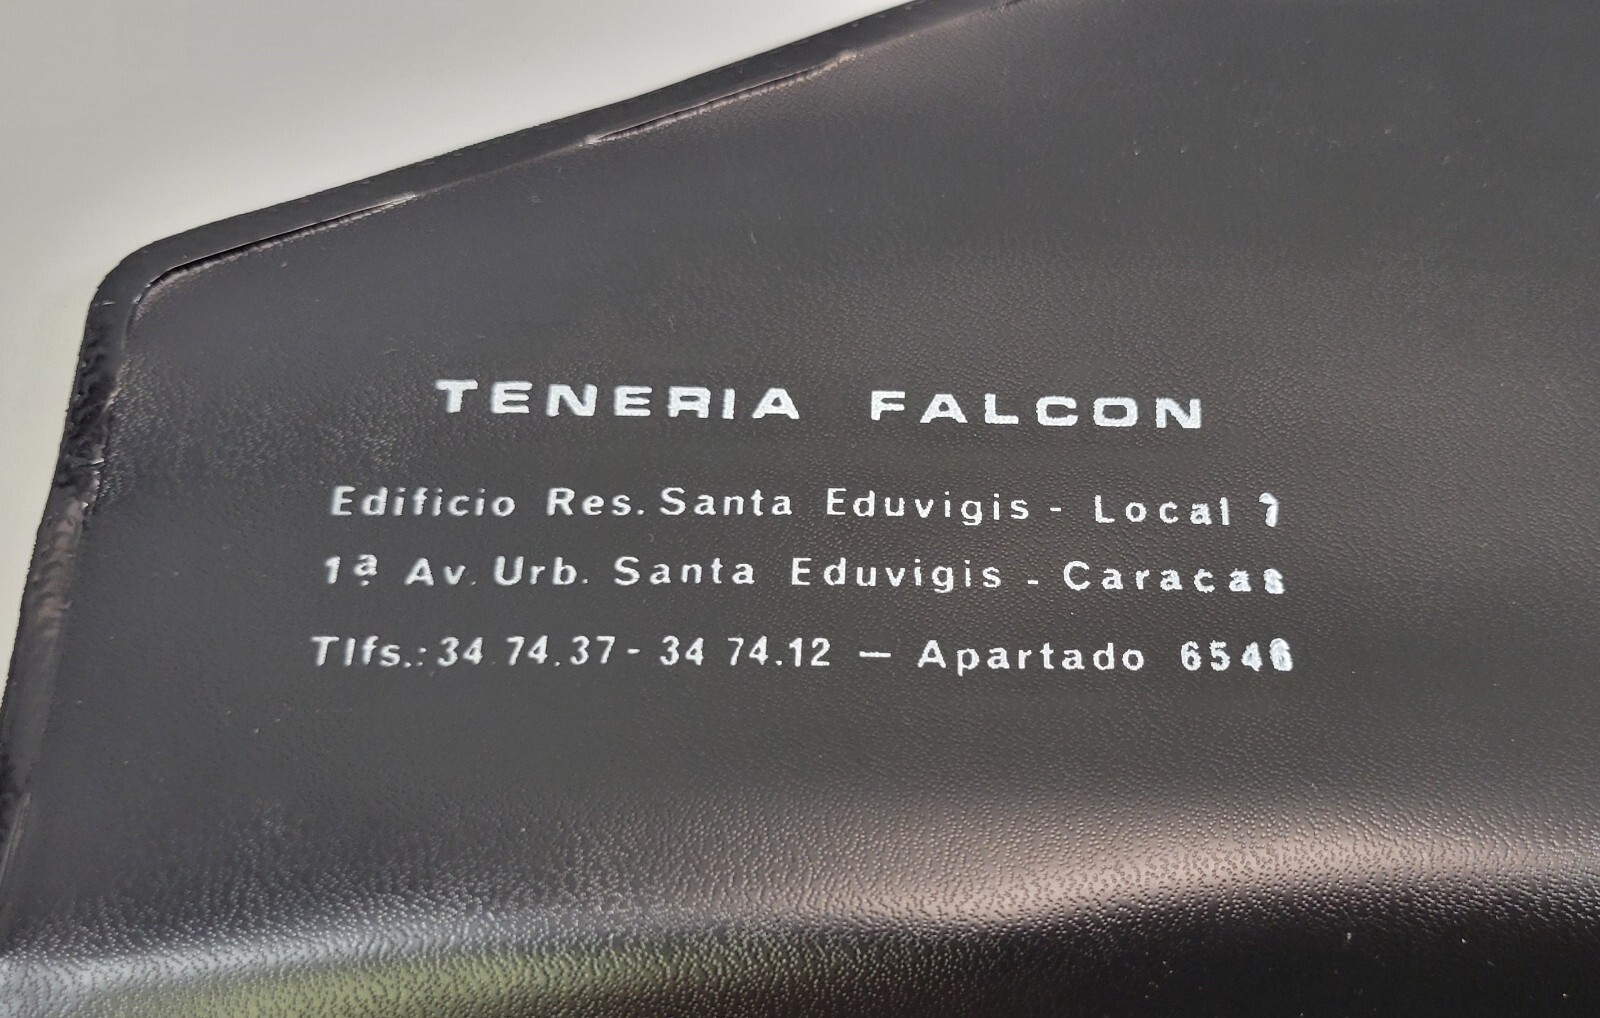 TENERIA FALCON
Edificio Res. Santa Eduvigis - Local 7
1ª Av. Urb. Santa Eduvigis - Caracas
Tlfs.: 34 74.37 - 34 74.12 — Apartado